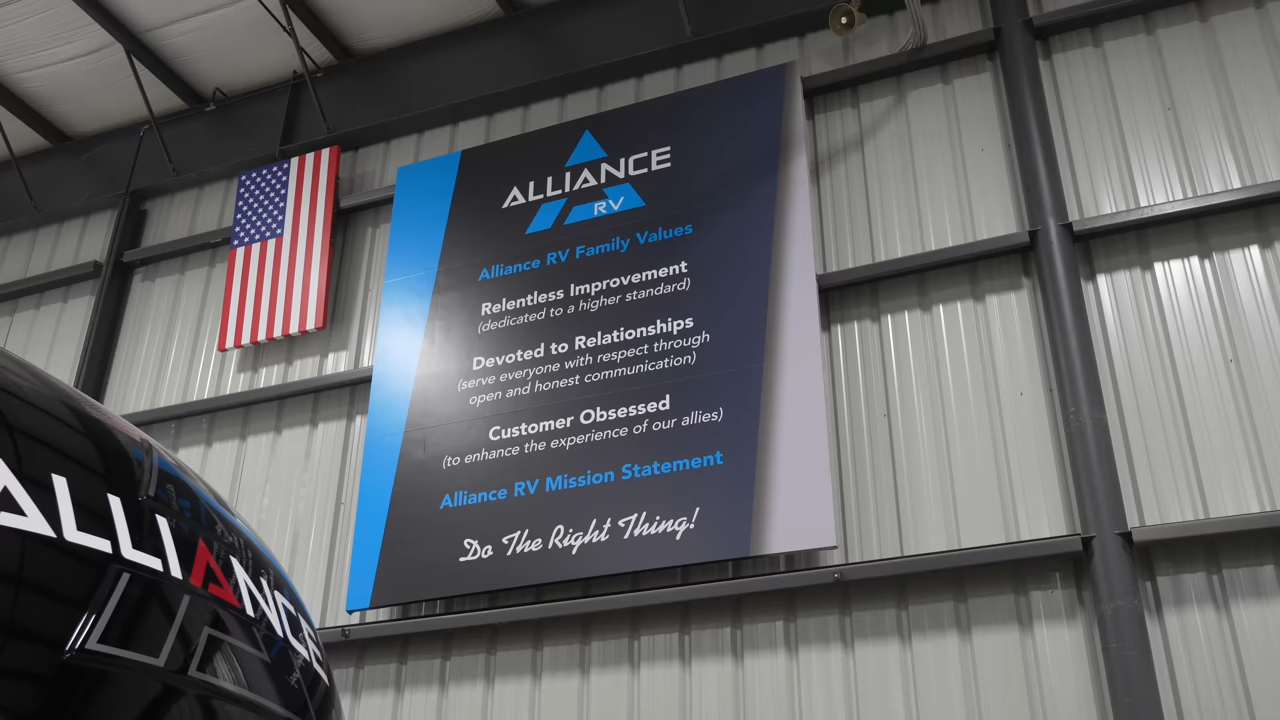 ALLIANCE
RV
Alliance RV Family Values
Relentless Improvement
(dedicated to a higher standard)
Devoted to Relationships
(serve everyone with respect through
open and honest communication)
Customer Obsessed
(to enhance the experience of our allies)
Alliance RV Mission Statement
Do The Right Thing!
ALLIANCE